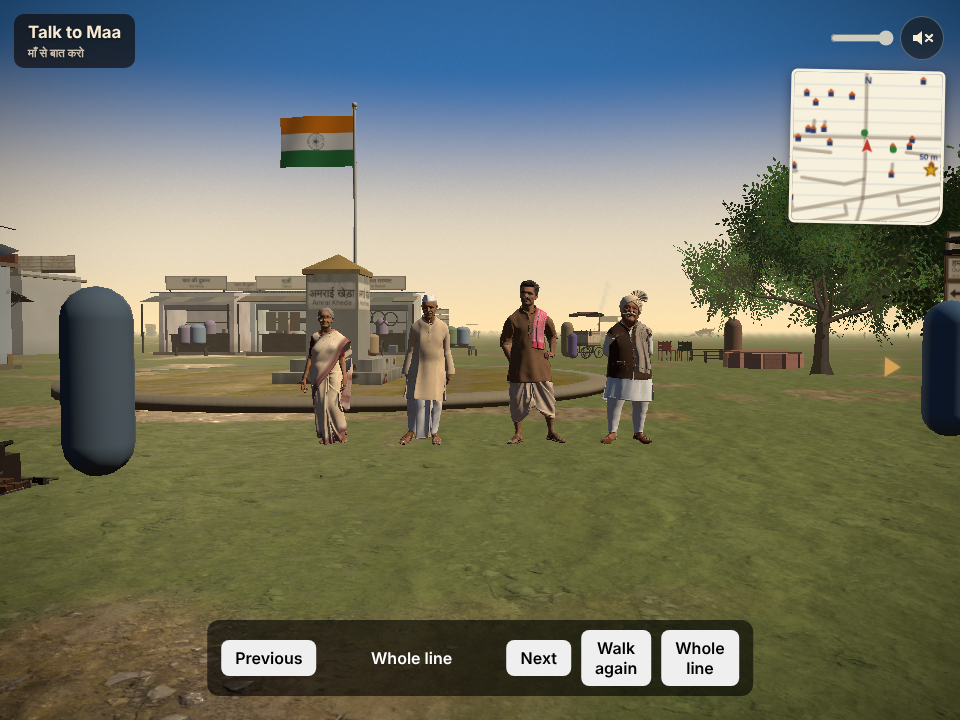 Talk to Maa
माँ से बात करो
N
50 m
अमराई खेड़ा
Amrai Kheda
Previous
Whole line
Next
Walk again
Whole line